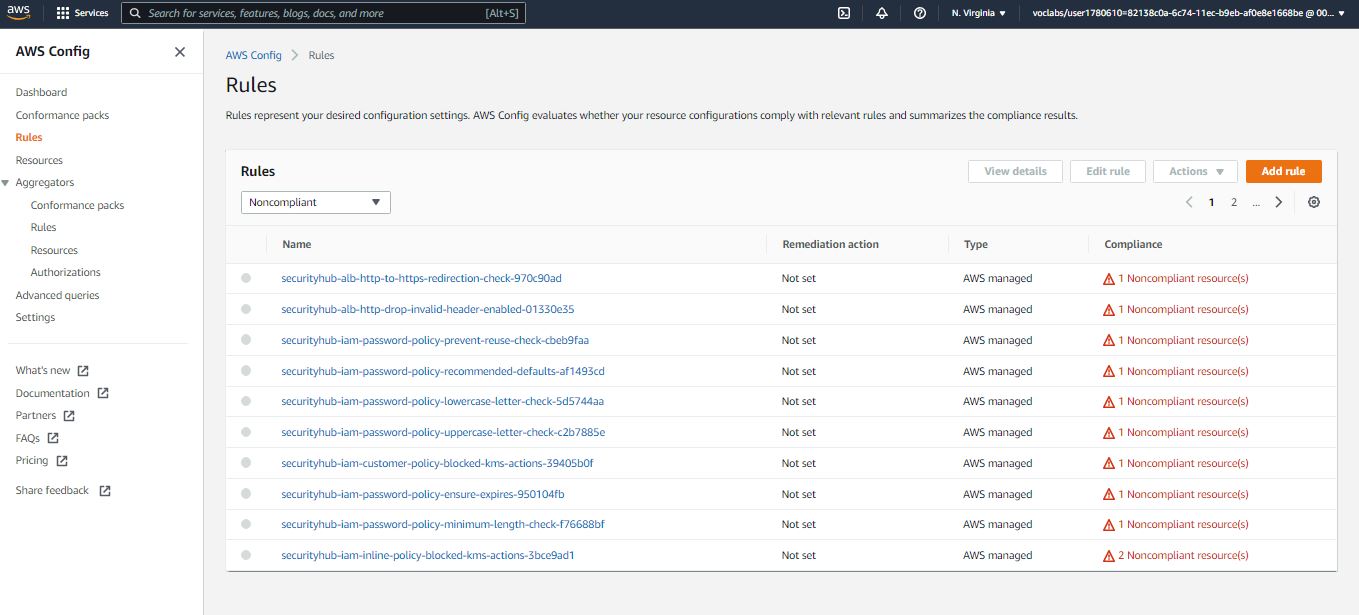 aws Services Search for services, features, blogs, docs, and more [Alt+S] N. Virginia voclabs/user1780610=82138c0a-6c74-11ec-b9eb-af0e8e1668be @ 00...
AWS Config
Dashboard
Conformance packs
Rules
Resources
Aggregators
Conformance packs
Rules
Resources
Authorizations
Advanced queries
Settings
What's new
Documentation
Partners
FAQs
Pricing
Share feedback
AWS Config Rules
Rules
Rules represent your desired configuration settings. AWS Config evaluates whether your resource configurations comply with relevant rules and summarizes the compliance results.
Rules View details Edit rule Actions Add rule
Noncompliant 1 2 ...
Name Remediation action Type Compliance
securityhub-alb-http-to-https-redirection-check-970c90ad Not set AWS managed 1 Noncompliant resource(s)
securityhub-alb-http-drop-invalid-header-enabled-01330e35 Not set AWS managed 1 Noncompliant resource(s)
securityhub-iam-password-policy-prevent-reuse-check-cbeb9faa Not set AWS managed 1 Noncompliant resource(s)
securityhub-iam-password-policy-recommended-defaults-af1493cd Not set AWS managed 1 Noncompliant resource(s)
securityhub-iam-password-policy-lowercase-letter-check-5d5744aa Not set AWS managed 1 Noncompliant resource(s)
securityhub-iam-password-policy-uppercase-letter-check-c2b7885e Not set AWS managed 1 Noncompliant resource(s)
securityhub-iam-customer-policy-blocked-kms-actions-39405b0f Not set AWS managed 1 Noncompliant resource(s)
securityhub-iam-password-policy-ensure-expires-950104fb Not set AWS managed 1 Noncompliant resource(s)
securityhub-iam-password-policy-minimum-length-check-f76688bf Not set AWS managed 1 Noncompliant resource(s)
securityhub-iam-inline-policy-blocked-kms-actions-3bce9ad1 Not set AWS managed 2 Noncompliant resource(s)